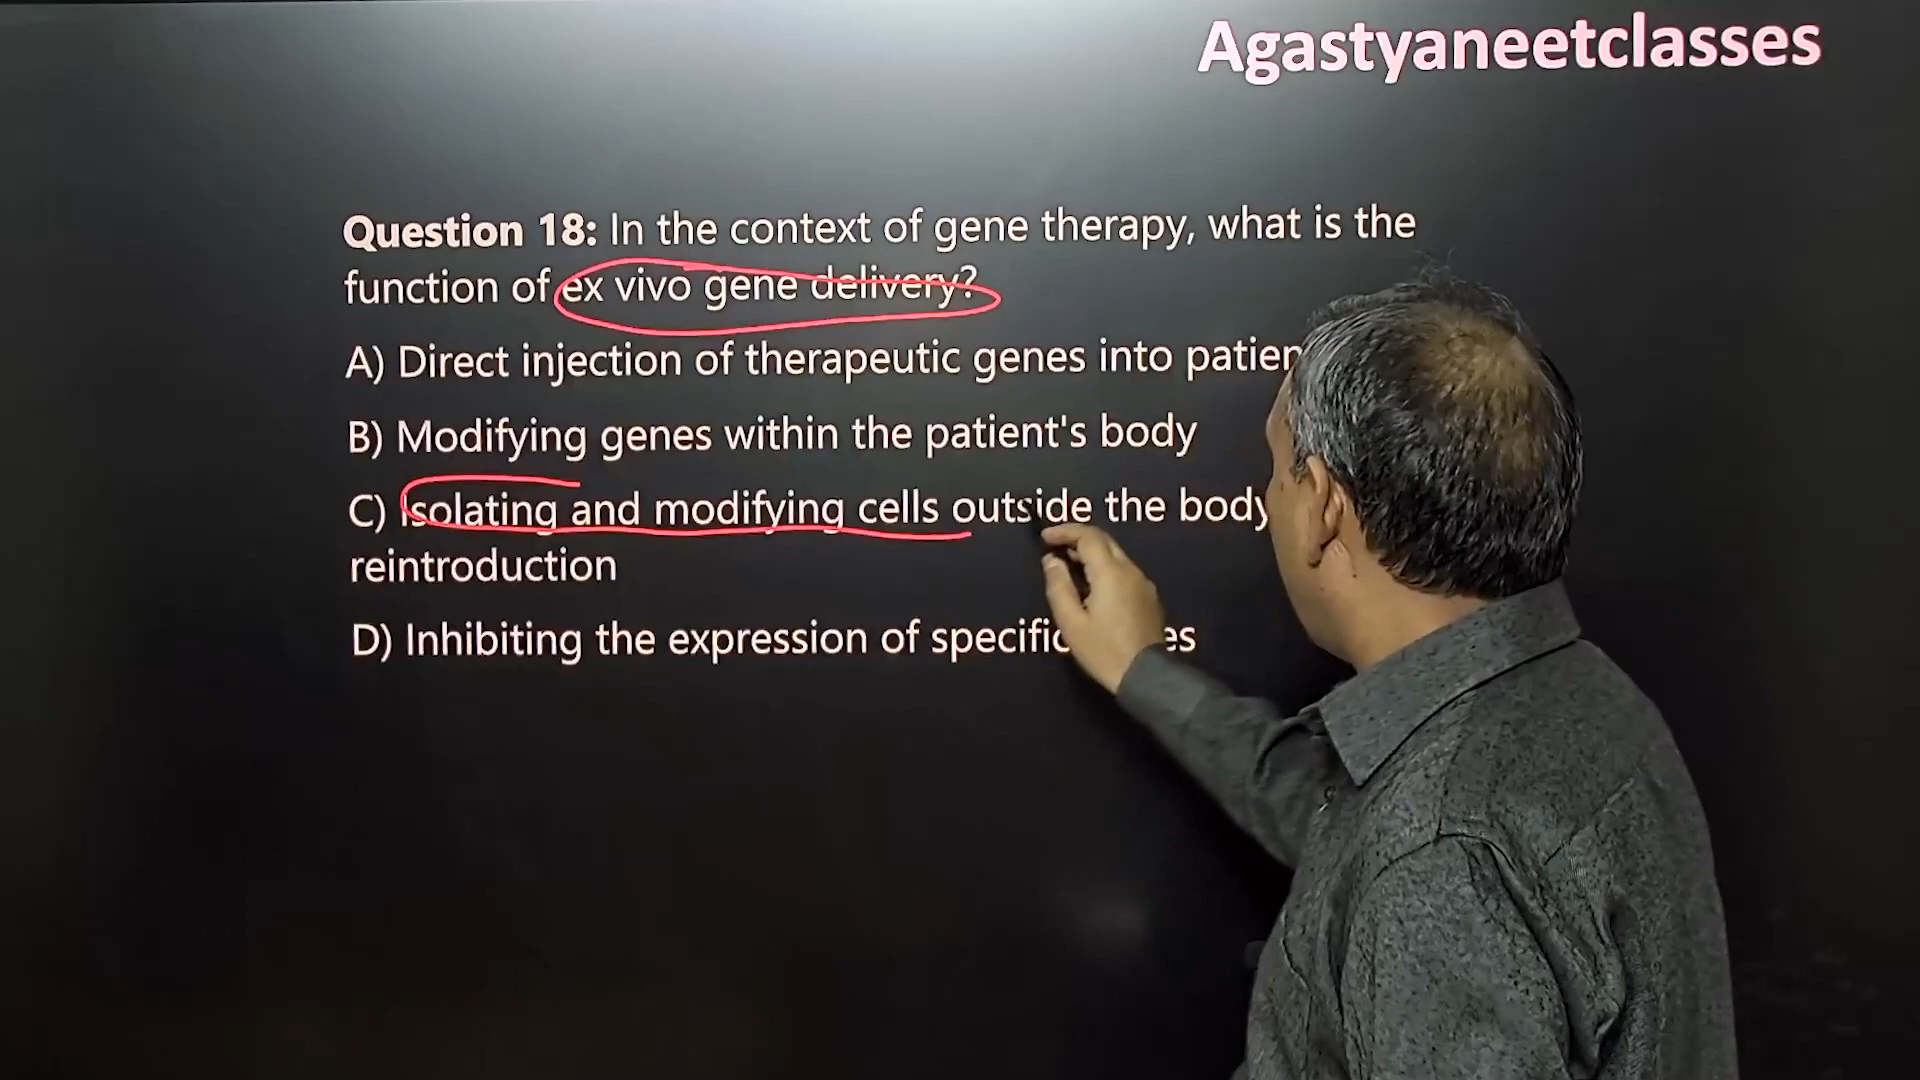 Agastyaneetclasses
Question 18: In the context of gene therapy, what is the
function of ex vivo gene delivery?
A) Direct injection of therapeutic genes into
B) Modifying genes within the patient's body
C) Isolating and modifying cells outside the body
reintroduction
D) Inhibiting the expression of specific